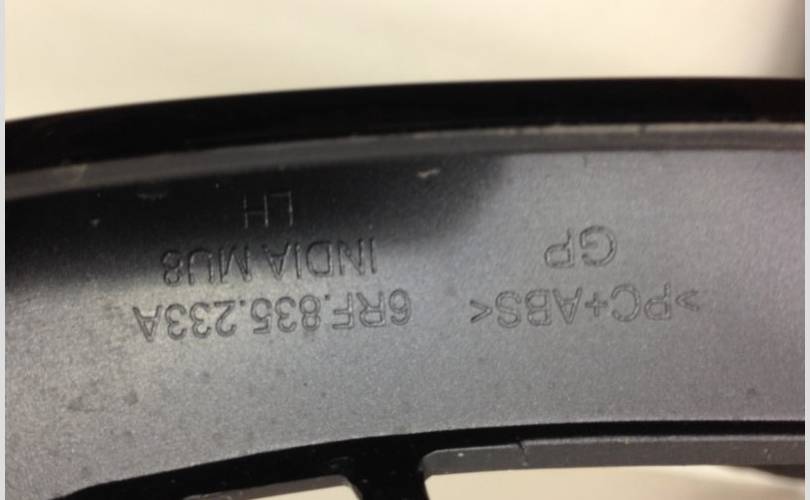 >PC+ABS< 6RF.835.233A
GP INDIA MU8
LH